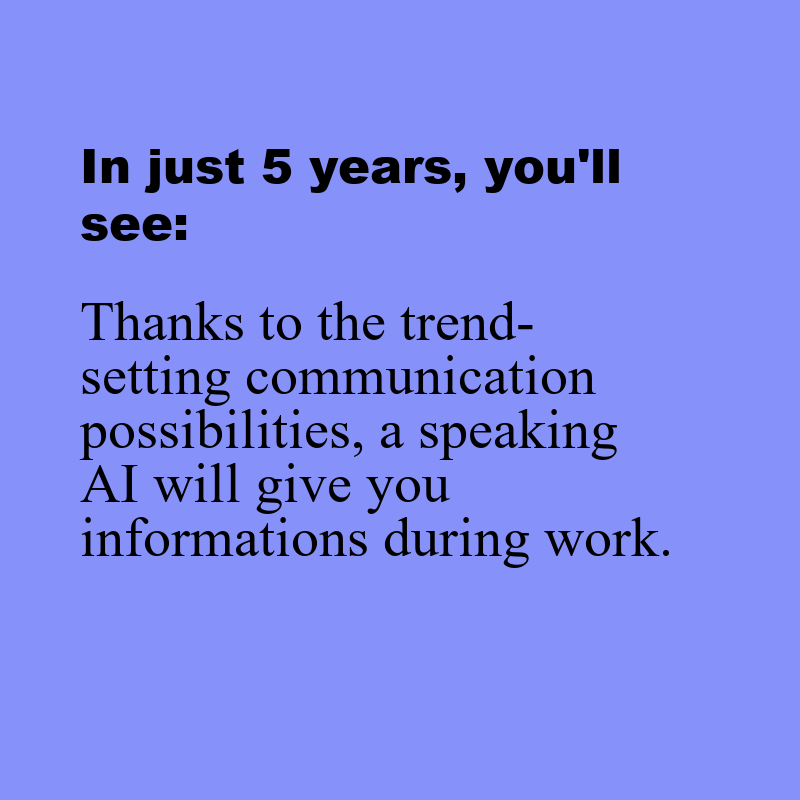 In just 5 years, you'll
see:
Thanks to the trend-
setting communication
possibilities, a speaking
AI will give you
informations during work.